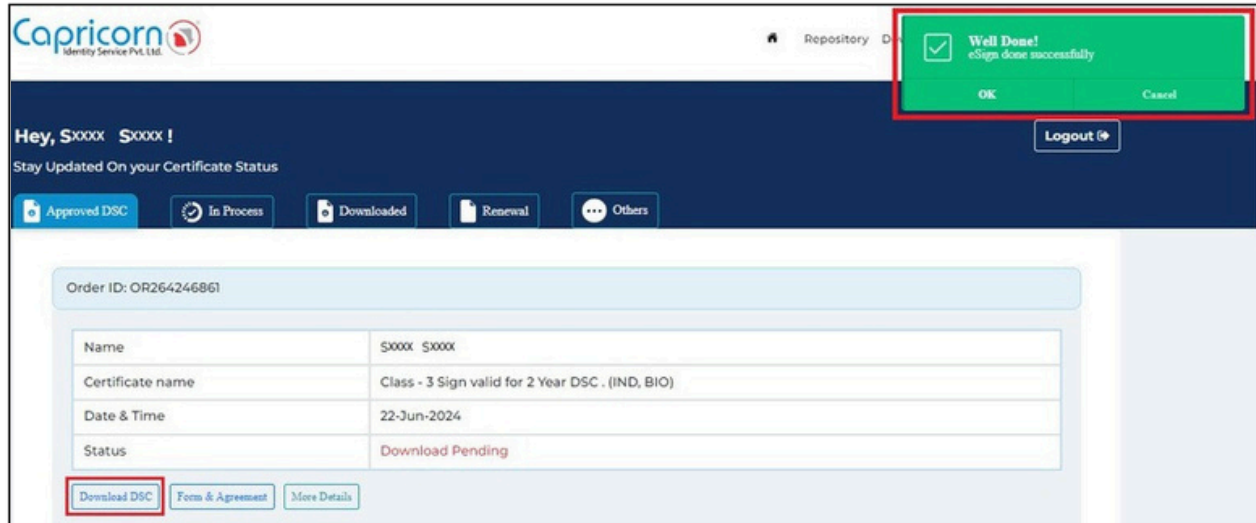 Capricorn
Identity Service Pvt. Ltd.
Repository
Well Done!
eSign done successfully
OK Cancel
Hey, Sxxxx Sxxxx !
Logout
Stay Updated On your Certificate Status
Approved DSC In Process Downloaded Renewal Others
Order ID: OR264246861
Name SXXXX SXXXX
Certificate name Class - 3 Sign valid for 2 Year DSC . (IND, BIO)
Date & Time 22-Jun-2024
Status Download Pending
Download DSC Form & Agreement More Details